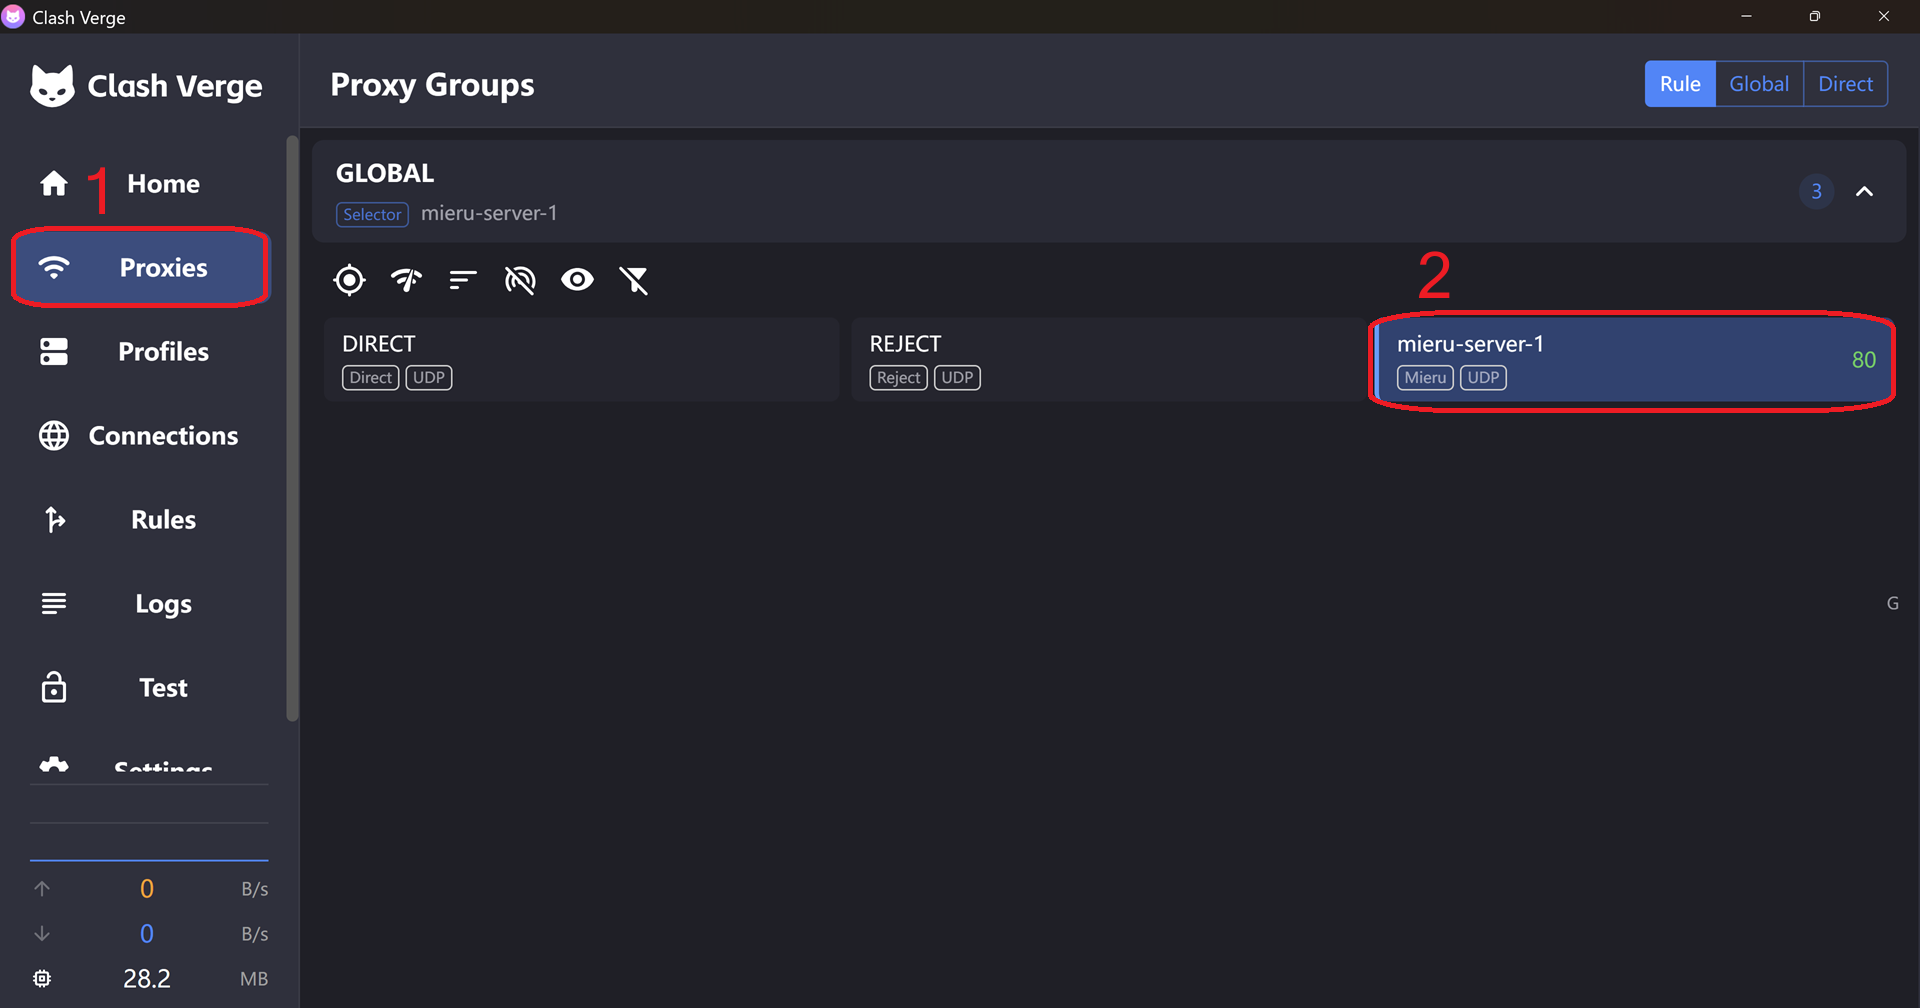 Clash Verge
Clash Verge
1
Home
Proxies
Profiles
Connections
Rules
Logs
Test
Settings
0 B/s
0 B/s
28.2 MB
Proxy Groups
Rule Global Direct
GLOBAL
Selector mieru-server-1
3
2
DIRECT
Direct UDP
REJECT
Reject UDP
mieru-server-1
Mieru UDP
80
G